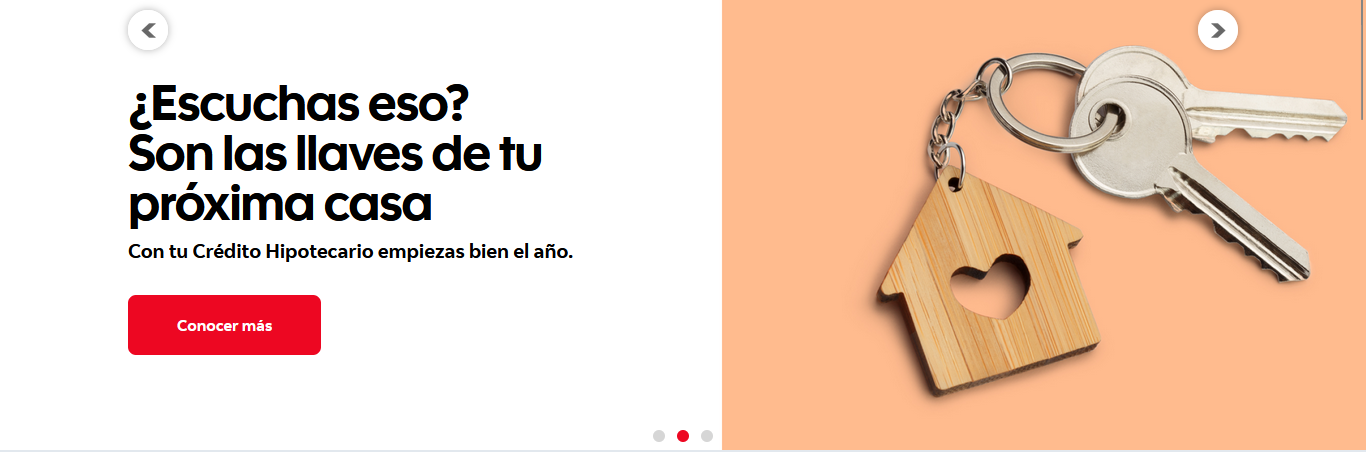 ¿Escuchas eso?
Son las llaves de tu
próxima casa
Con tu Crédito Hipotecario empiezas bien el año.
Conocer más